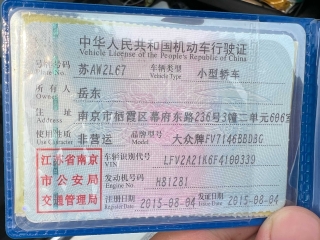 中华人民共和国机动车行驶证
Vehicle License of the People's Republic of China
号牌号码 苏AW2L67 车辆类型 小型轿车
Plate No. Vehicle Type
所有人 岳东
Owner
住址 南京市栖霞区幕府东路236号3幢二单元606室
Address
使用性质 非营运 品牌型号 大众牌FV7146BBDBG
Use Character Model
江苏省南京
市公安局
交通管理局
车辆识别代号 LFV2A21K6F4100339
VIN
发动机号码 H81281
Engine No.
注册日期 2015-08-04 发证日期 2015-08-04
Register Date Issue Date